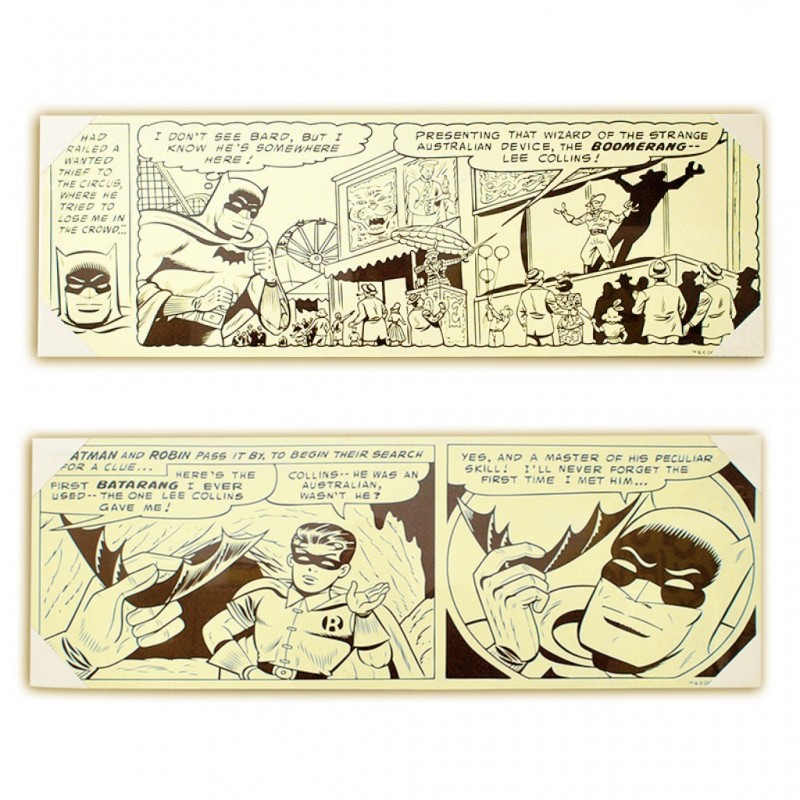 HAD
RAILED A
WANTED
THIEF TO
THE CIRCUS,
WHERE HE
TRIED TO
LOSE ME IN
THE CROWD...
I DON'T SEE BARD, BUT I
KNOW HE'S SOMEWHERE
HERE!
PRESENTING THAT WIZARD OF THE STRANGE
AUSTRALIAN DEVICE, THE BOOMERANG--
LEE COLLINS!
ATMAN AND ROBIN PASS IT BY, TO BEGIN THEIR SEARCH
FOR A CLUE...
HERE'S THE
FIRST BATARANG I EVER
USED--THE ONE LEE COLLINS
GAVE ME!
COLLINS--HE WAS AN
AUSTRALIAN,
WASN'T HE?
R
YES, AND A MASTER OF HIS PECULIAR
SKILL! I'LL NEVER FORGET THE
FIRST TIME I MET HIM...